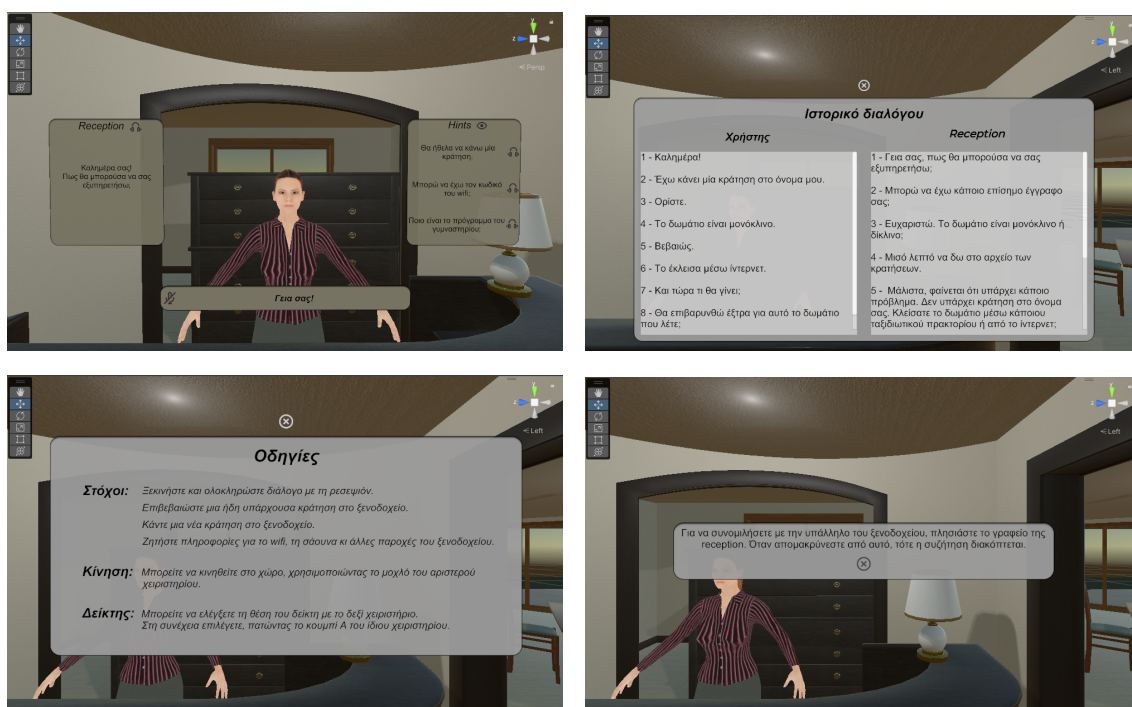 Persp
Reception
Καλημέρα σας!
Πως θα μπορούσα να σας
εξυπηρετήσω;
Hints
Θα ήθελα να κάνω μία
κράτηση.
Μπορώ να έχω τον κωδικό
του wifi;
Ποιο είναι το πρόγραμμα του
γυμναστηρίου;
Γεια σας!
y
z
Left
Ιστορικό διαλόγου
Χρήστης
1 - Καλημέρα!
2 - Έχω κάνει μία κράτηση στο όνομα μου.
3 - Ορίστε.
4 - Το δωμάτιο είναι μονόκλινο.
5 - Βεβαιώς.
6 - Το έκλεισα μέσω ίντερνετ.
7 - Και τώρα τι θα γίνει;
8 - Θα επιβαρυνθώ έξτρα για αυτό το δωμάτιο
που λέτε;
Reception
1 - Γεια σας, πως θα μπορούσα να σας
εξυπηρετήσω;
2 - Μπορώ να έχω κάποιο επίσημο έγγραφο
σας;
3 - Ευχαριστώ. Το δωμάτιο είναι μονόκλινο ή
δίκλινο;
4 - Μισό λεπτό να δω στο αρχείο των
κρατήσεων.
5 - Μάλιστα, φαίνεται ότι υπάρχει κάποιο
πρόβλημα. Δεν υπάρχει κράτηση στο όνομα
σας. Κλείσατε το δωμάτιο μέσω κάποιου
ταξιδιωτικού πρακτορίου ή από το ίντερνετ;
Left
Οδηγίες
Στόχοι: Ξεκινήστε και ολοκληρώστε διάλογο με τη ρεσεψιόν.
Επιβεβαιώστε μια ήδη υπάρχουσα κράτηση στο ξενοδοχείο.
Κάντε μια νέα κράτηση στο ξενοδοχείο.
Ζητήστε πληροφορίες για το wifi, τη σάουνα κι άλλες παροχές του ξενοδοχείου.
Κίνηση: Μπορείτε να κινηθείτε στο χώρο, χρησιμοποιώντας το μοχλό του αριστερού
χειριστηρίου.
Δείκτης: Μπορείτε να ελέγξετε τη θέση του δείκτη με το δεξί χειριστήριο.
Στη συνέχεια επιλέγετε, πατώντας το κουμπί Α του ίδιου χειριστηρίου.
Left
Για να συνομιλήσετε με την υπάλληλο του ξενοδοχείου, πλησιάστε το γραφείο της
reception. Όταν απομακρύνεστε από αυτό, τότε η συζήτηση διακόπτεται.